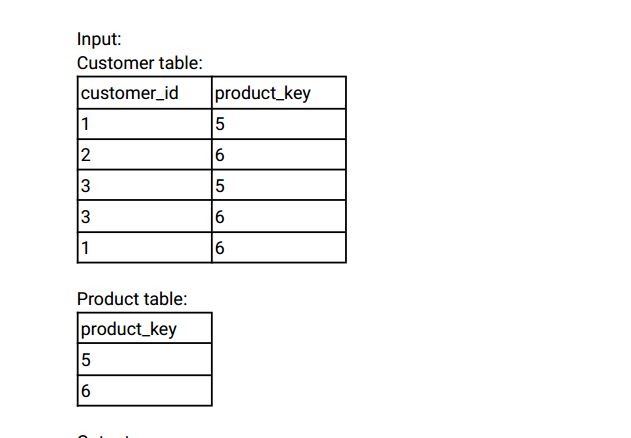 Input:
Customer table:
customer_id product_key
1 5
2 6
3 5
3 6
1 6
Product table:
product_key
5
6